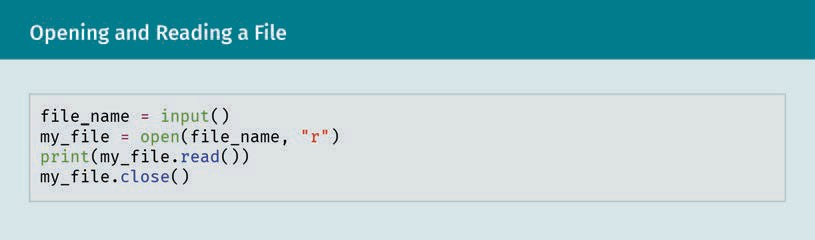 Opening and Reading a File
file_name = input()
my_file = open(file_name, "r")
print(my_file.read())
my_file.close()